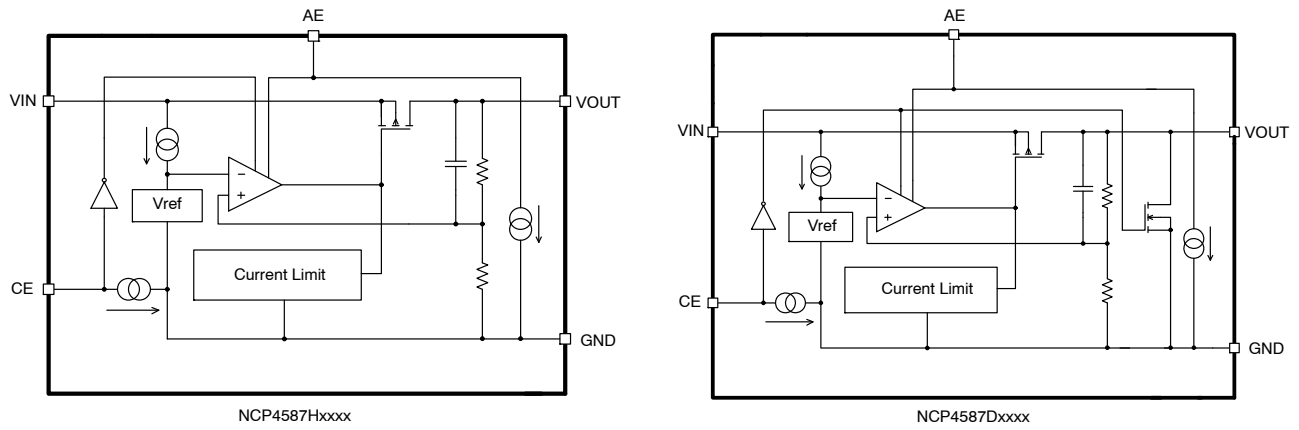 AE
VIN
VOUT
Vref
−
+
Current Limit
CE
GND
NCP4587Hxxxx
AE
VIN
VOUT
Vref
−
+
Current Limit
CE
GND
NCP4587Dxxxx